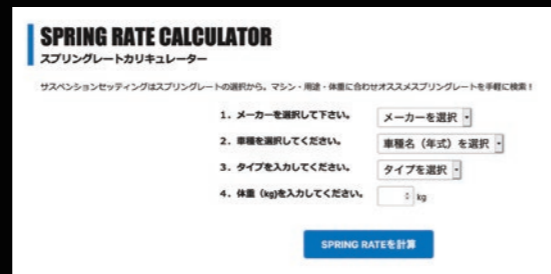 SPRING RATE CALCULATOR
スプリングレートカリキュレーター
サスペンションセッティングはスプリングレートの選択から。マシン・用途・体重に合わせオススメスプリングレートを手軽に検索！
1. メーカーを選択して下さい。 メーカーを選択
2. 車種を選択してください。 車種名（年式）を選択
3. タイプを入力してください。 タイプを選択
4. 体重（kg)を入力してください。 kg
SPRING RATEを計算